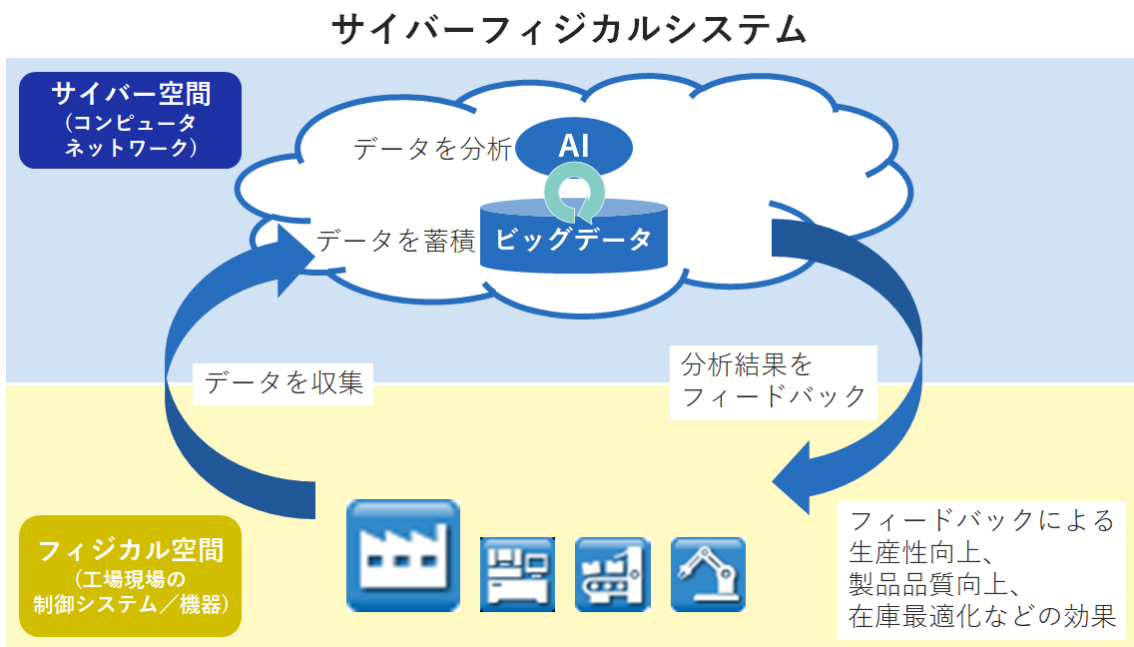 サイバーフィジカルシステム
サイバー空間
(コンピュータ
ネットワーク)
データを分析
AI
データを蓄積
ビッグデータ
データを収集
分析結果を
フィードバック
フィジカル空間
(工場現場の
制御システム／機器)
フィードバックによる
生産性向上、
製品品質向上、
在庫最適化などの効果